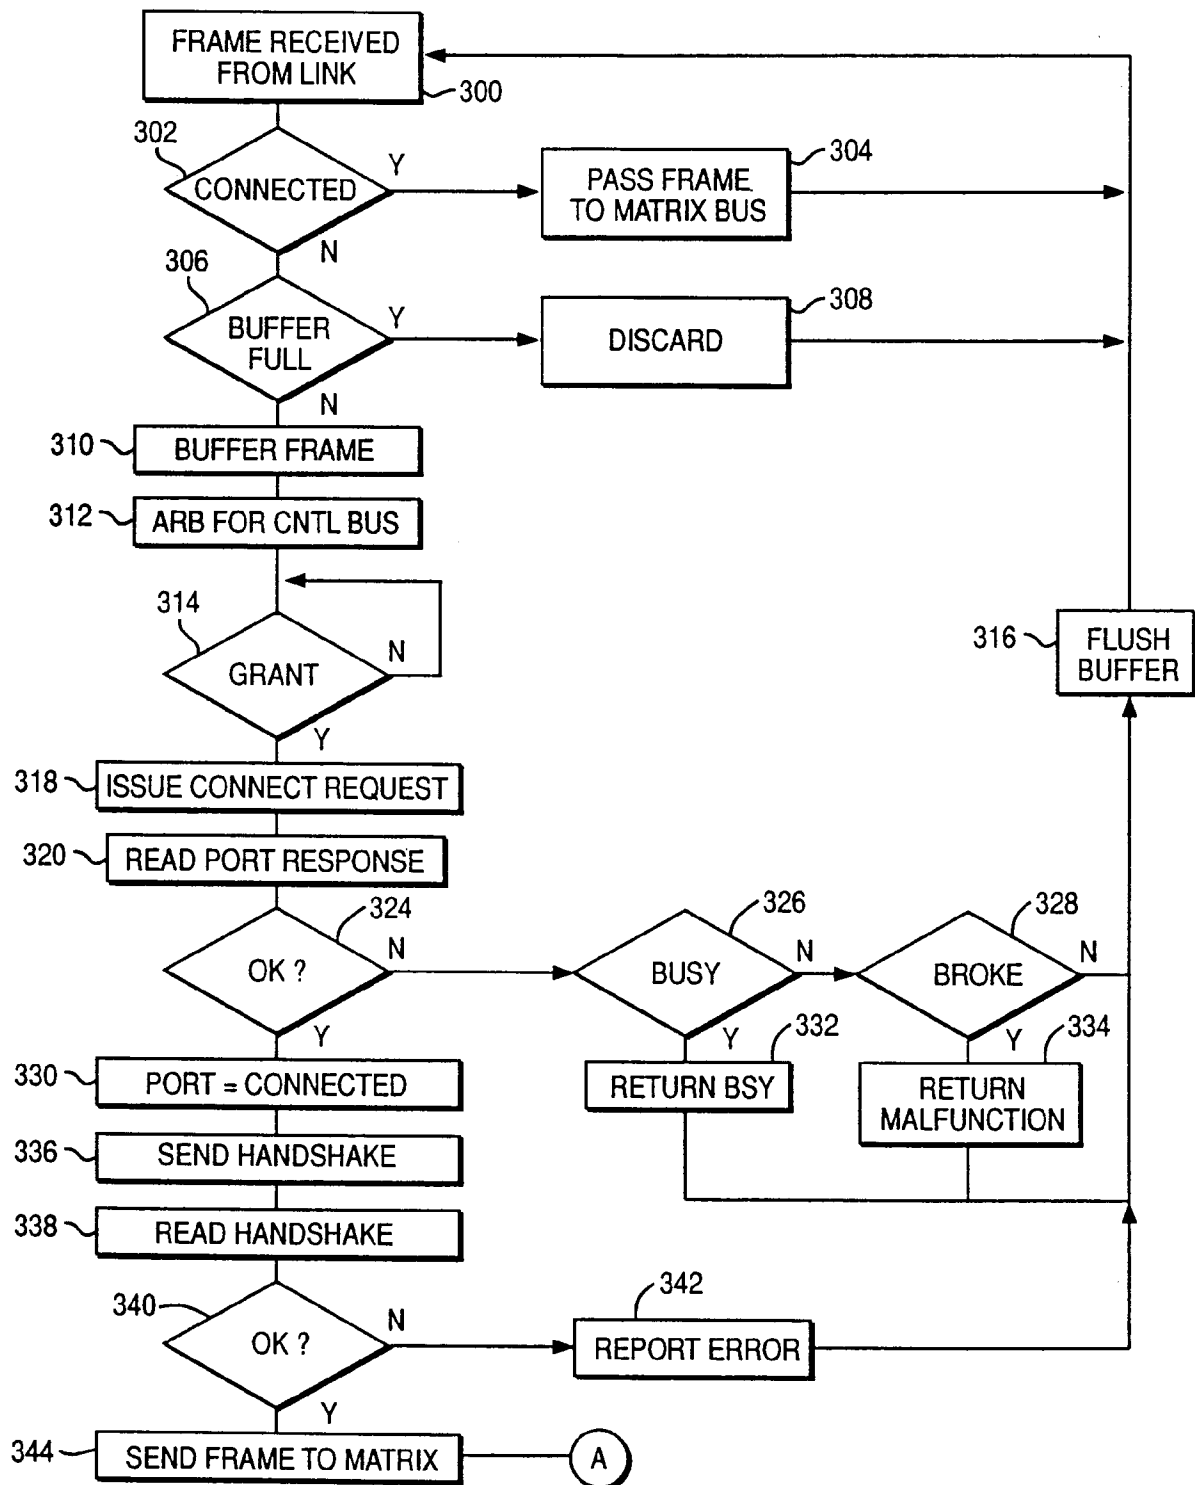 FRAME RECEIVED
FROM LINK
300
302
CONNECTED
Y
N
PASS FRAME
TO MATRIX BUS
304
306
BUFFER
FULL
Y
N
DISCARD
308
310
BUFFER FRAME
312
ARB FOR CNTL BUS
314
GRANT
N
Y
316
FLUSH
BUFFER
318
ISSUE CONNECT REQUEST
320
READ PORT RESPONSE
324
OK ?
N
Y
326
BUSY
N
Y
328
BROKE
N
Y
332
RETURN BSY
334
RETURN
MALFUNCTION
330
PORT = CONNECTED
336
SEND HANDSHAKE
338
READ HANDSHAKE
340
OK ?
N
Y
342
REPORT ERROR
344
SEND FRAME TO MATRIX
A